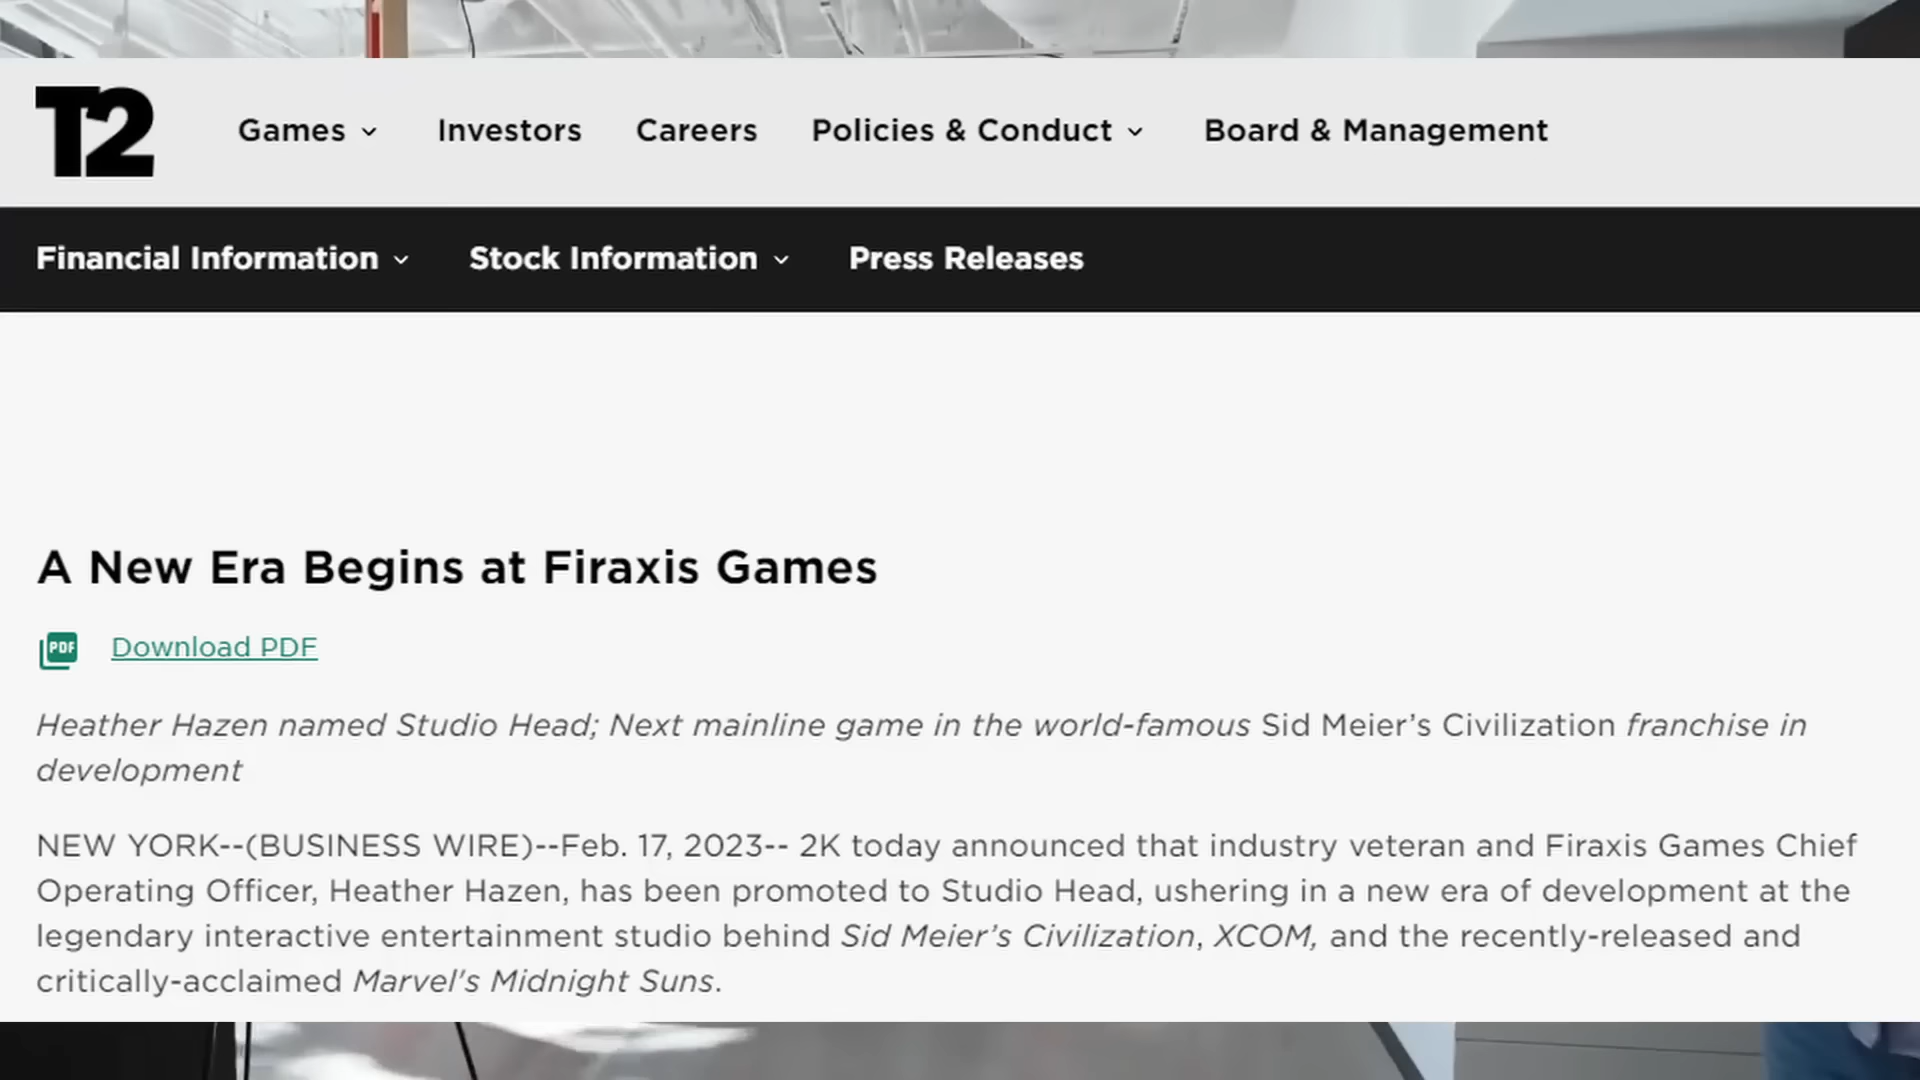 T2
Games
Investors
Careers
Policies & Conduct
Board & Management
Financial Information
Stock Information
Press Releases
A New Era Begins at Firaxis Games
PDF
Download PDF
Heather Hazen named Studio Head; Next mainline game in the world-famous Sid Meier’s Civilization franchise in
development
NEW YORK--(BUSINESS WIRE)--Feb. 17, 2023-- 2K today announced that industry veteran and Firaxis Games Chief
Operating Officer, Heather Hazen, has been promoted to Studio Head, ushering in a new era of development at the
legendary interactive entertainment studio behind Sid Meier’s Civilization, XCOM, and the recently-released and
critically-acclaimed Marvel's Midnight Suns.